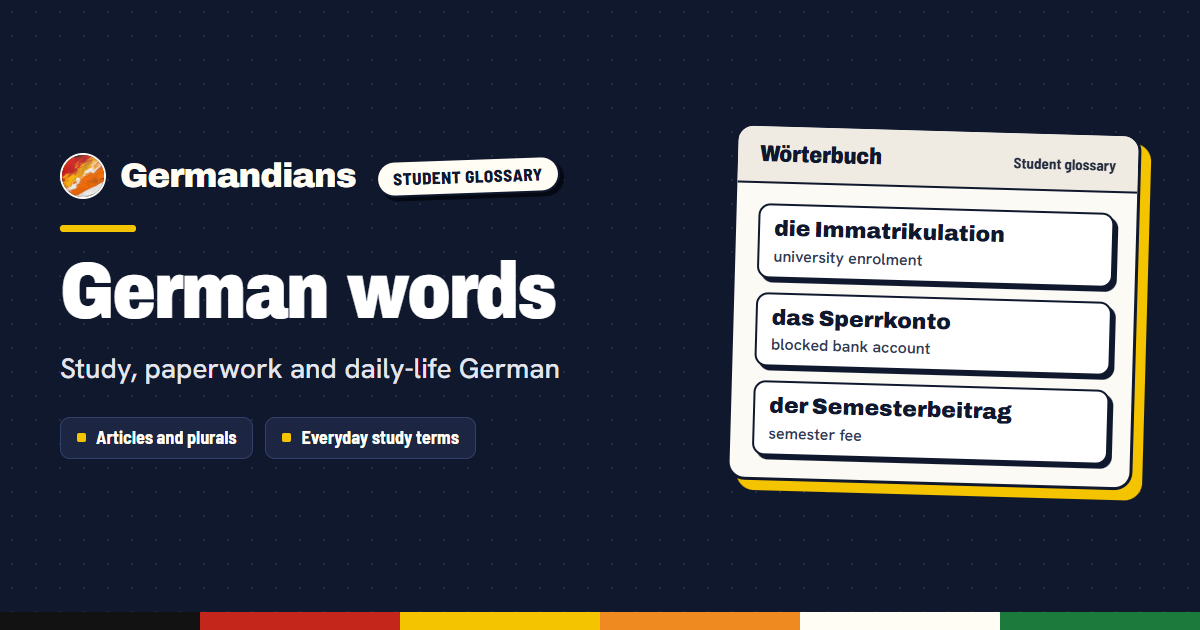 Germandians
STUDENT GLOSSARY
German words
Study, paperwork and daily-life German
Articles and plurals
Everyday study terms
Wörterbuch
Student glossary
die Immatrikulation
university enrolment
das Sperrkonto
blocked bank account
der Semesterbeitrag
semester fee